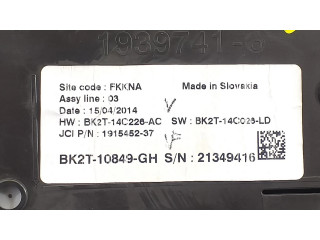 1939741-
Site code : FKKNA Made in Slovakia
Assy line : 03
Date : 15/04/2014
HW : BK2T-14C226-AC SW : BK2T-14C026-LD
JCI P/N : 1915452-37
BK2T-10849-GH S/N : 21349416